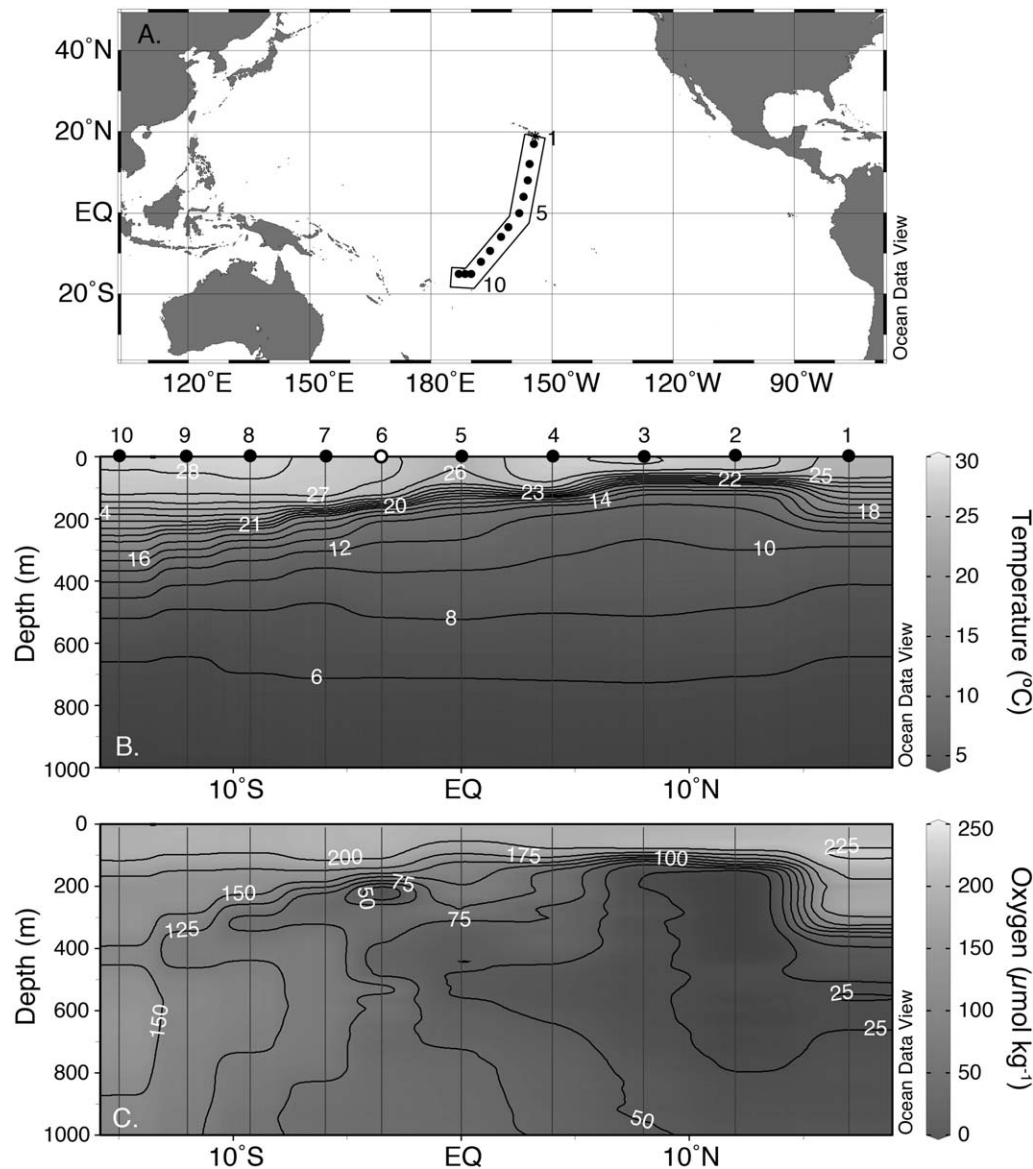 A.
40°N
20°N
EQ
20°S
1
5
10
120°E 150°E 180°E 150°W 120°W 90°W
Ocean Data View
10 9 8 7 6 5 4 3 2 1
0
200
400
600
800
1000
Depth (m)
28 27 26 25
4 21 20 23 22 18
16 12 14 10
8
6
B.
10°S EQ 10°N
Ocean Data View
30
25
20
15
10
5
Temperature (°C)
0
200
400
600
800
1000
Depth (m)
200 175 100 225
150 50 75
125 75
150 25
25
50
C.
10°S EQ 10°N
Ocean Data View
250
200
150
100
50
0
Oxygen (µmol kg-1)